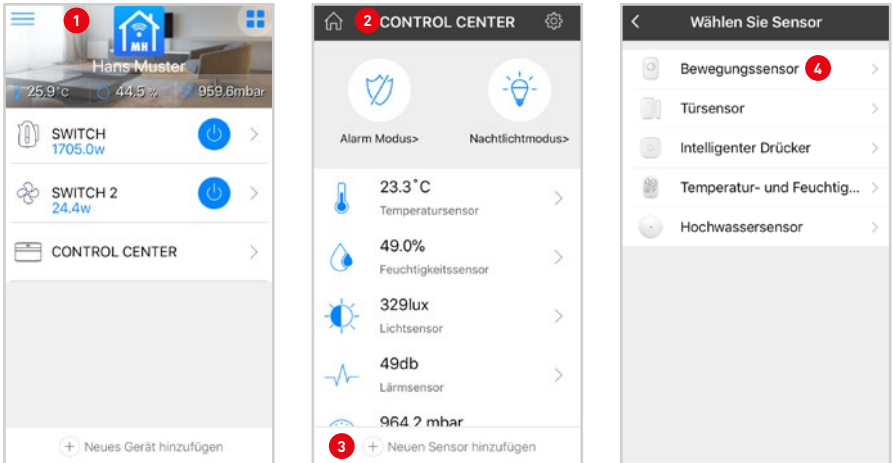 1
MH
Hans Muster
25.9°c 44.5 % 959.6mbar
SWITCH
1705.0w
SWITCH 2
24.4w
CONTROL CENTER
+ Neues Gerät hinzufügen
2 CONTROL CENTER
Alarm Modus> Nachtlichtmodus>
23.3°C
Temperatursensor
49.0%
Feuchtigkeitssensor
329lux
Lichtsensor
49db
Lärmsensor
964.2 mbar
3 + Neuen Sensor hinzufügen
Wählen Sie Sensor
Bewegungssensor 4
Türsensor
Intelligenter Drücker
Temperatur- und Feuchtig...
Hochwassersensor